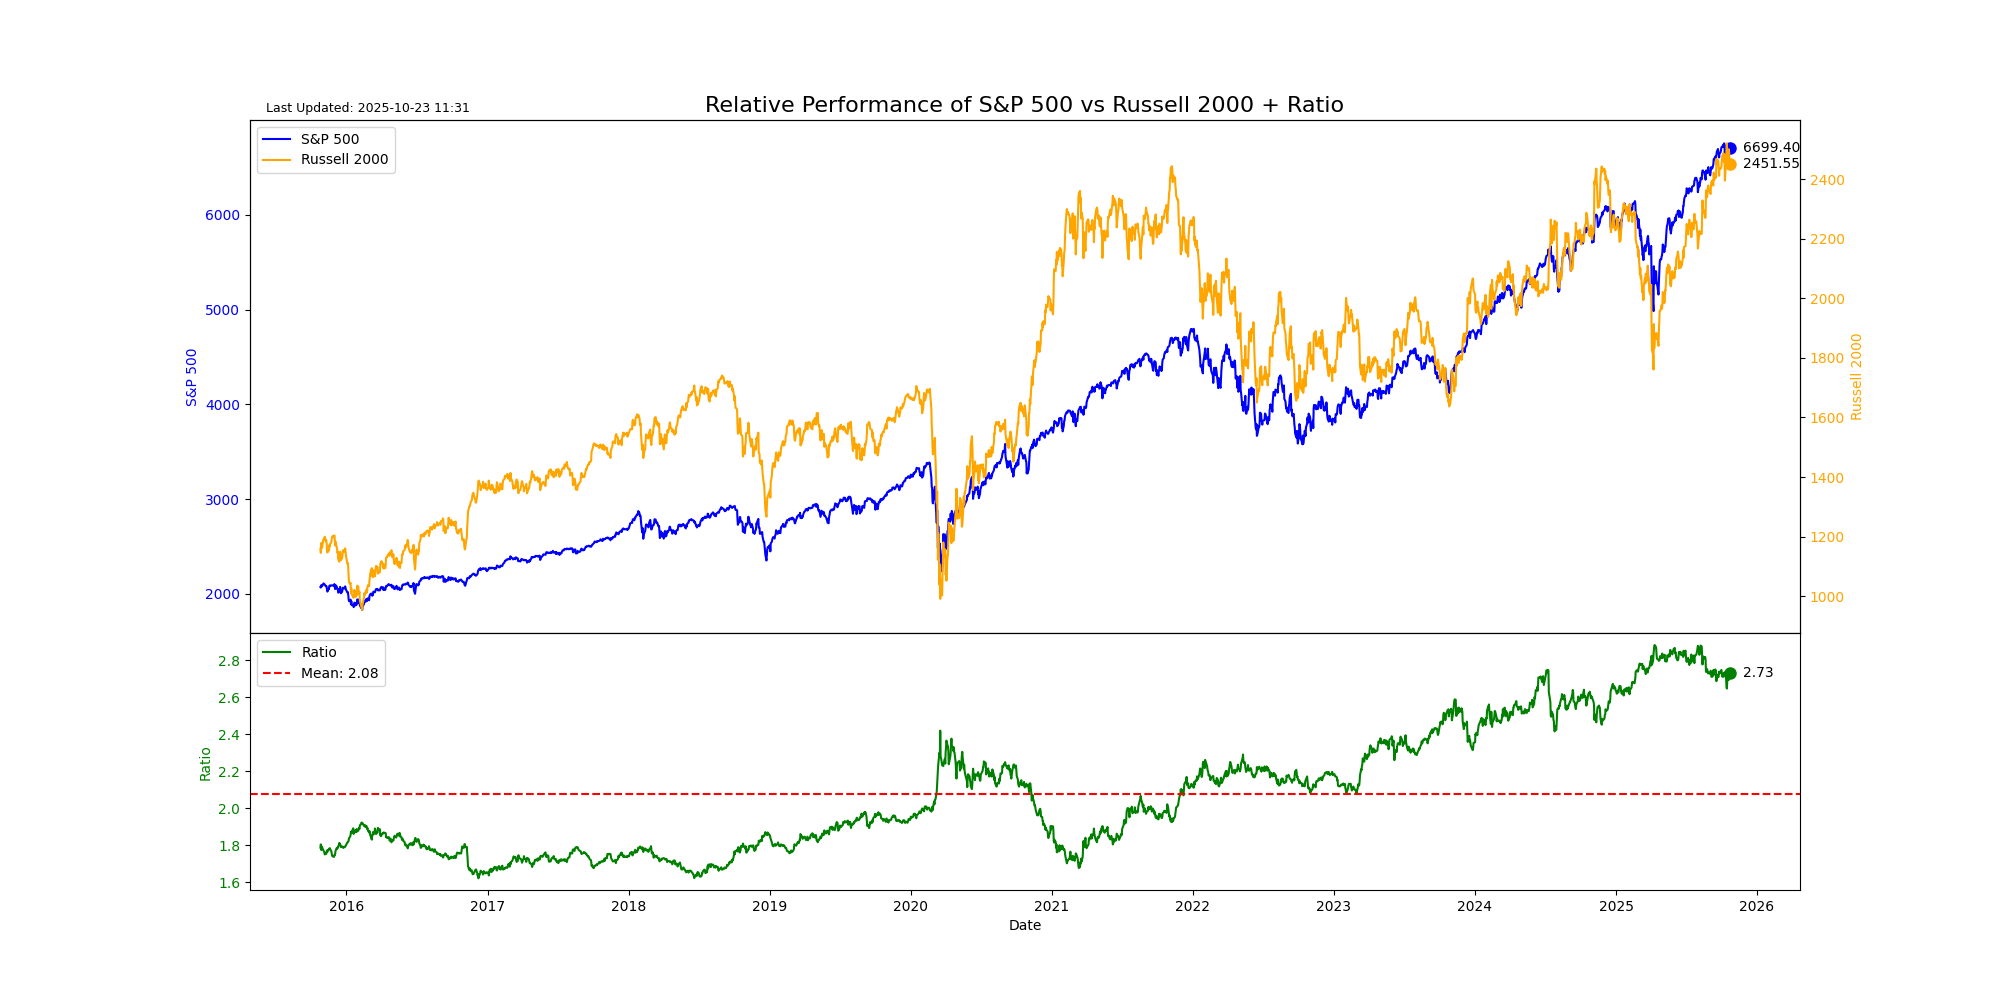 Last Updated: 2025-10-23 11:31
Relative Performance of S&P 500 vs Russell 2000 + Ratio
S&P 500
Russell 2000
6699.40
2451.55
6000
5000
4000
3000
2000
S&P 500
2400
2200
2000
1800
1600
1400
1200
1000
Russell 2000
Ratio
Mean: 2.08
2.73
2.8
2.6
2.4
2.2
2.0
1.8
1.6
Ratio
2016 2017 2018 2019 2020 2021 2022 2023 2024 2025 2026
Date